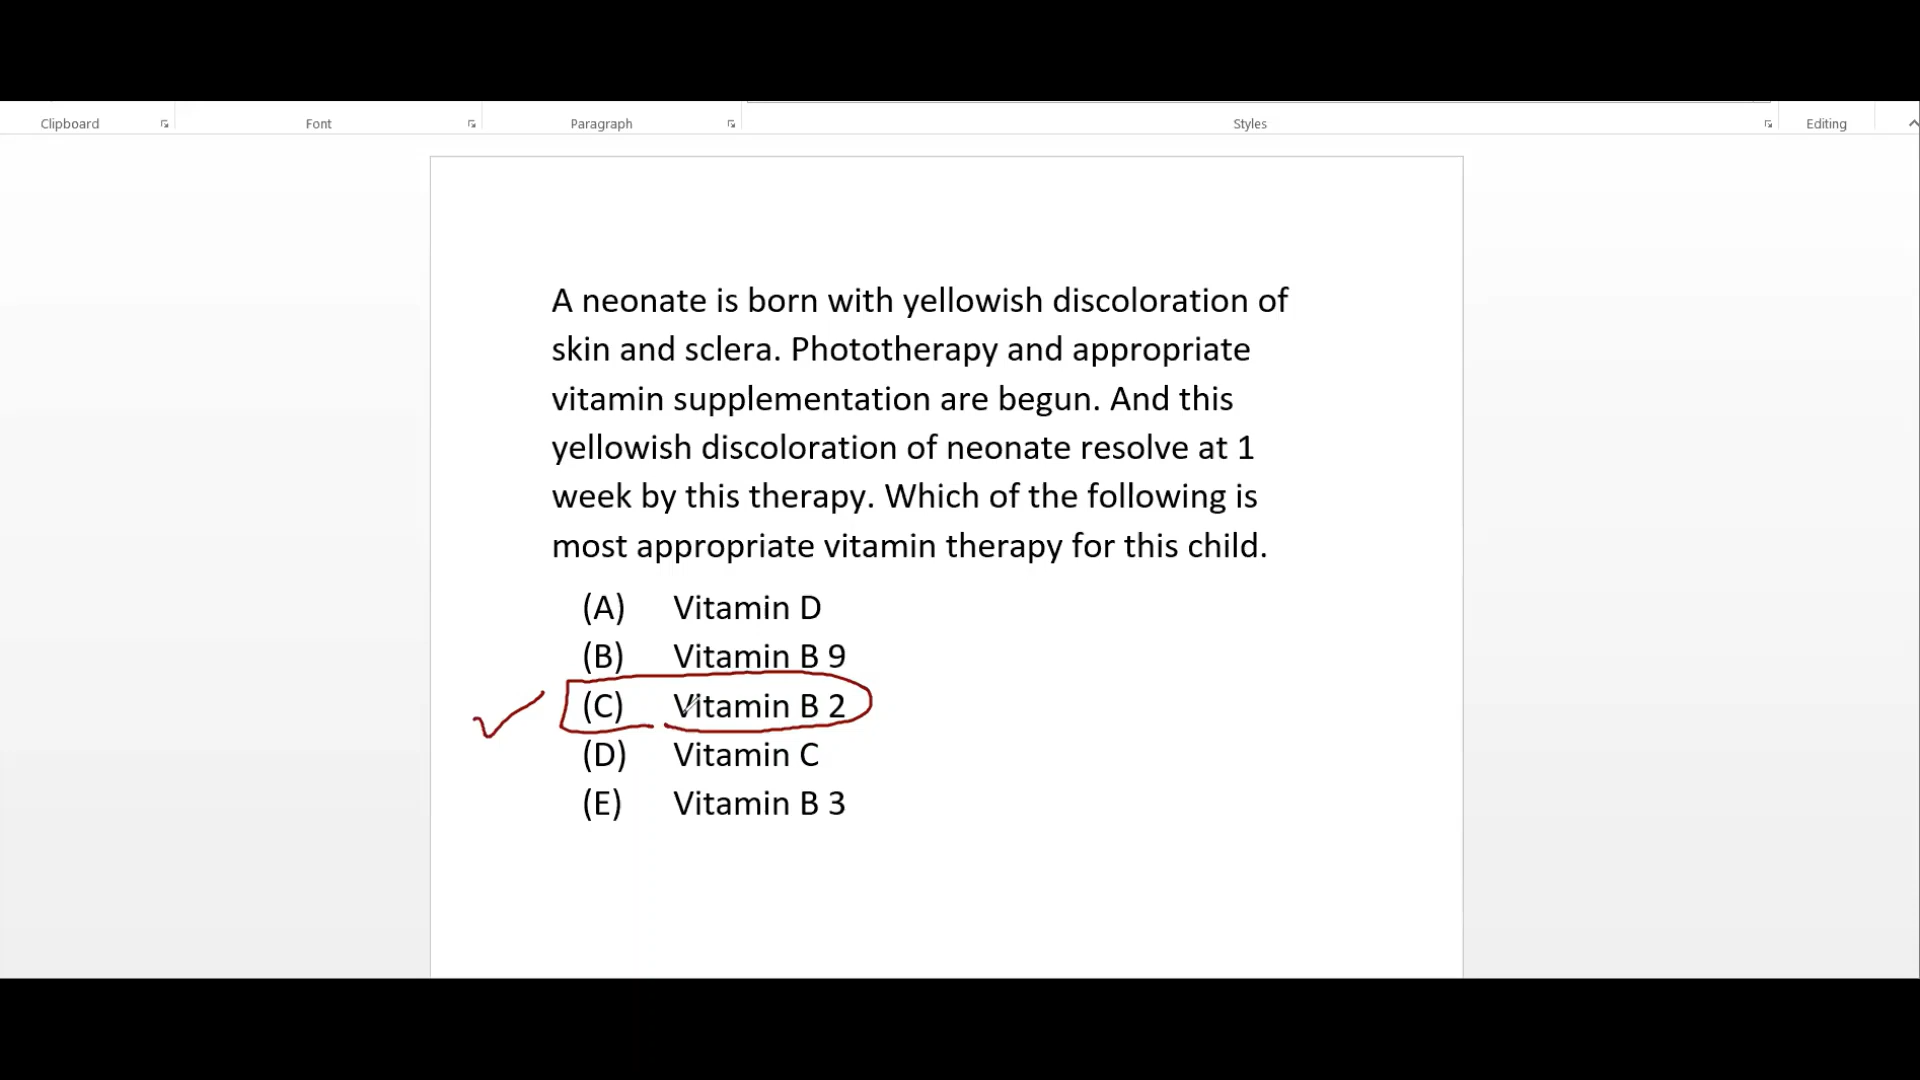 Clipboard
Font
Paragraph
Styles
Editing
A neonate is born with yellowish discoloration of
skin and sclera. Phototherapy and appropriate
vitamin supplementation are begun. And this
yellowish discoloration of neonate resolve at 1
week by this therapy. Which of the following is
most appropriate vitamin therapy for this child.
(A) Vitamin D
(B) Vitamin B 9
(C) Vitamin B 2
(D) Vitamin C
(E) Vitamin B 3